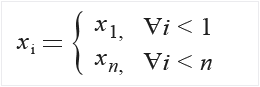 xᵢ = { x₁,  ∀i < 1
xₙ,  ∀i < n